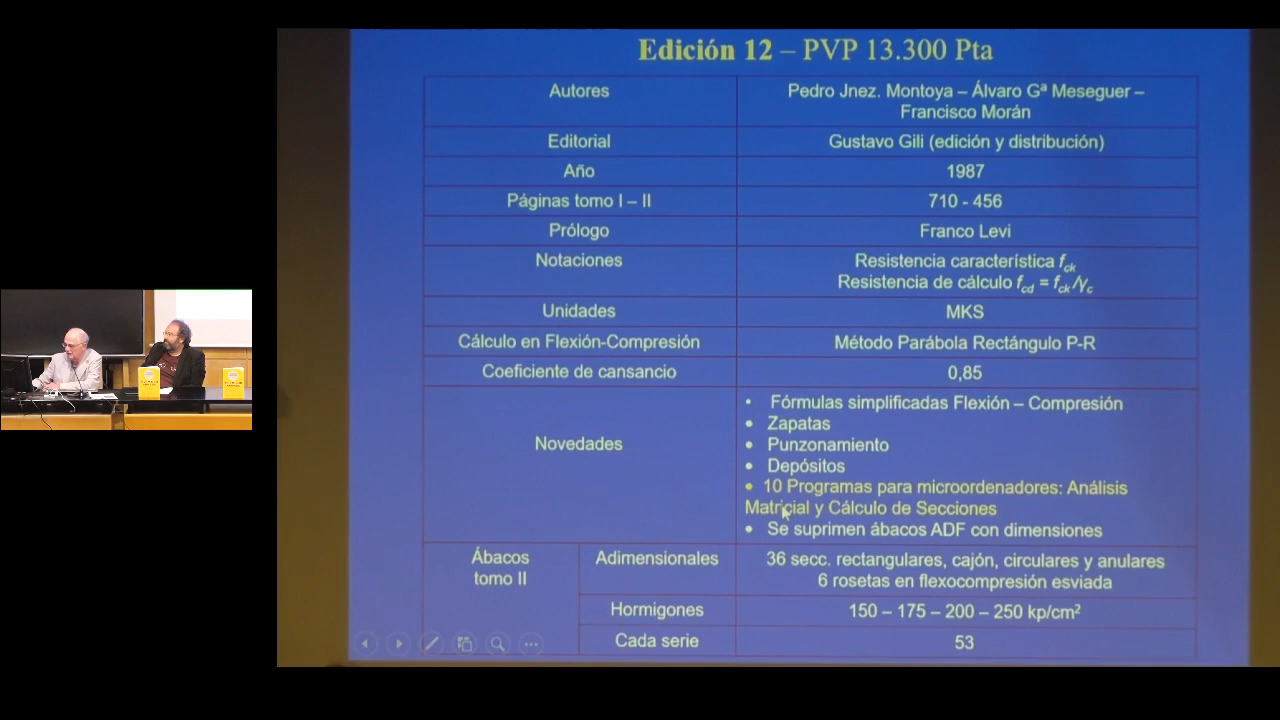 Edición 12 – PVP 13.300 Pta
Autores
Pedro Jnez. Montoya – Álvaro Gª Meseguer –
Francisco Morán
Editorial
Gustavo Gili (edición y distribución)
Año
1987
Páginas tomo I – II
710 - 456
Prólogo
Franco Levi
Notaciones
Resistencia característica fck
Resistencia de cálculo fcd = fck/γc
Unidades
MKS
Cálculo en Flexión-Compresión
Método Parábola Rectángulo P-R
Coeficiente de cansancio
0,85
Novedades
• Fórmulas simplificadas Flexión – Compresión
• Zapatas
• Punzonamiento
• Depósitos
• 10 Programas para microordenadores: Análisis
Matricial y Cálculo de Secciones
• Se suprimen ábacos ADF con dimensiones
Ábacos
tomo II
Adimensionales
36 secc. rectangulares, cajón, circulares y anulares
6 rosetas en flexocompresión esviada
Hormigones
150 – 175 – 200 – 250 kp/cm²
Cada serie
53